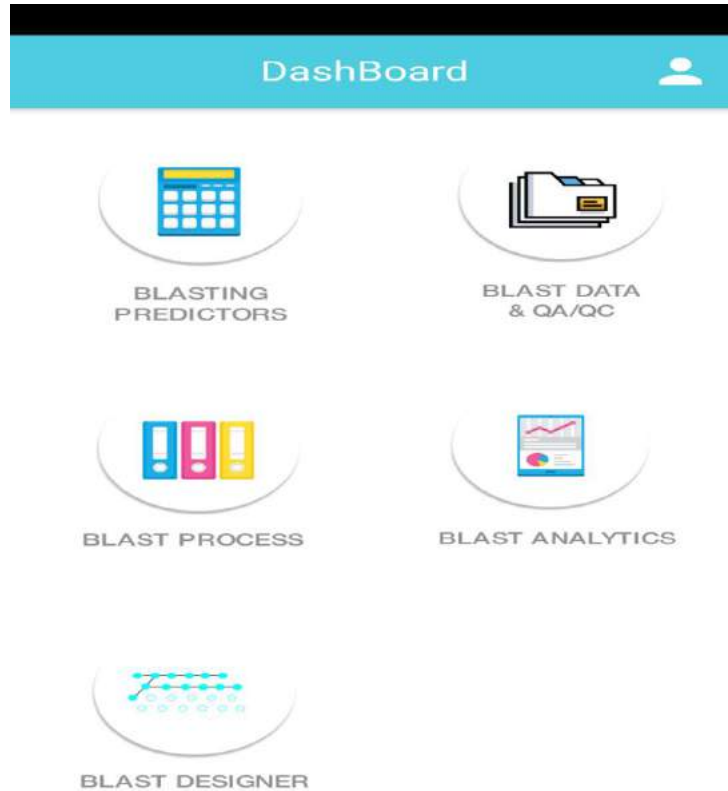 DashBoard
BLASTING
PREDICTORS
BLAST DATA
& QA/QC
BLAST PROCESS
BLAST ANALYTICS
BLAST DESIGNER